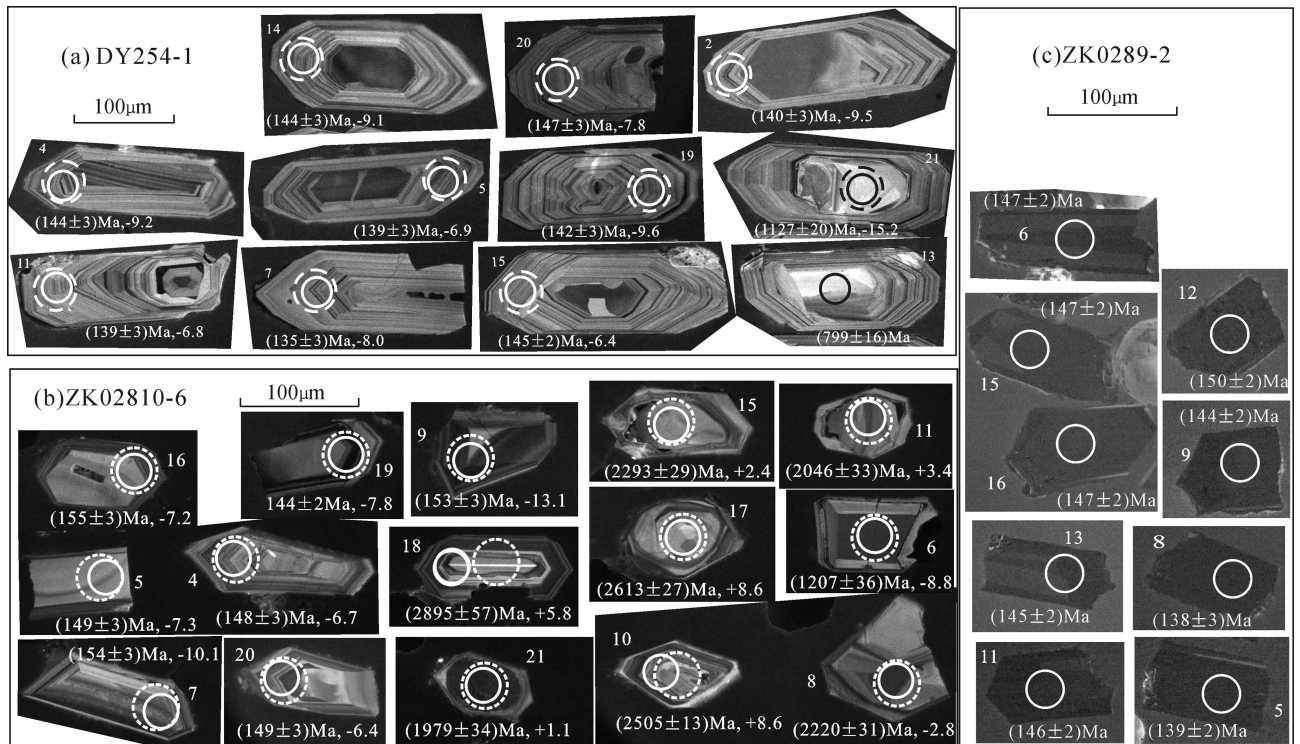 (a) DY254-1
100μm
14
(144±3)Ma, -9.1
20
(147±3)Ma, -7.8
2
(140±3)Ma, -9.5
4
(144±3)Ma, -9.2
5
(139±3)Ma, -6.9
19
(142±3)Ma, -9.6
21
(1127±20)Ma, -15.2
11
(139±3)Ma, -6.8
7
(135±3)Ma, -8.0
15
(145±2)Ma, -6.4
13
(799±16)Ma
(b)ZK02810-6
100μm
16
(155±3)Ma, -7.2
19
144±2Ma, -7.8
9
(153±3)Ma, -13.1
15
(2293±29)Ma, +2.4
11
(2046±33)Ma, +3.4
5
(149±3)Ma, -7.3
4
(148±3)Ma, -6.7
18
(2895±57)Ma, +5.8
17
(2613±27)Ma, +8.6
6
(1207±36)Ma, -8.8
(154±3)Ma, -10.1
7
20
(149±3)Ma, -6.4
21
(1979±34)Ma, +1.1
10
(2505±13)Ma, +8.6
8
(2220±31)Ma, -2.8
(c)ZK0289-2
100μm
(147±2)Ma
6
(147±2)Ma
15
12
(150±2)Ma
16
(147±2)Ma
(144±2)Ma
9
13
(145±2)Ma
8
(138±3)Ma
11
(146±2)Ma
5
(139±2)Ma